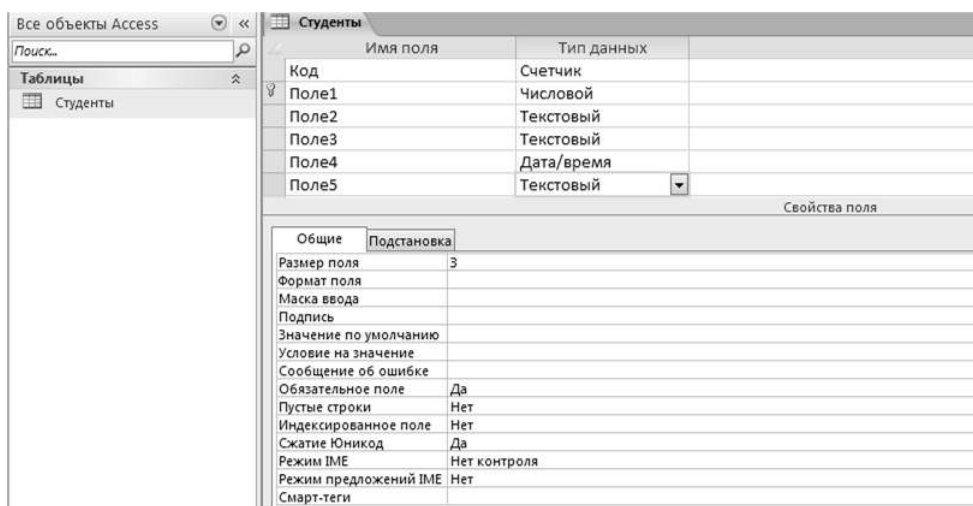 Все объекты Access
Поиск...
Таблицы
Студенты
Студенты
Имя поля Тип данных
Код Счетчик
Поле1 Числовой
Поле2 Текстовый
Поле3 Текстовый
Поле4 Дата/время
Поле5 Текстовый
Свойства поля
Общие Подстановка
Размер поля 3
Формат поля
Маска ввода
Подпись
Значение по умолчанию
Условие на значение
Сообщение об ошибке
Обязательное поле Да
Пустые строки Нет
Индексированное поле Нет
Сжатие Юникод Да
Режим IME Нет контроля
Режим предложений IME Нет
Смарт-теги